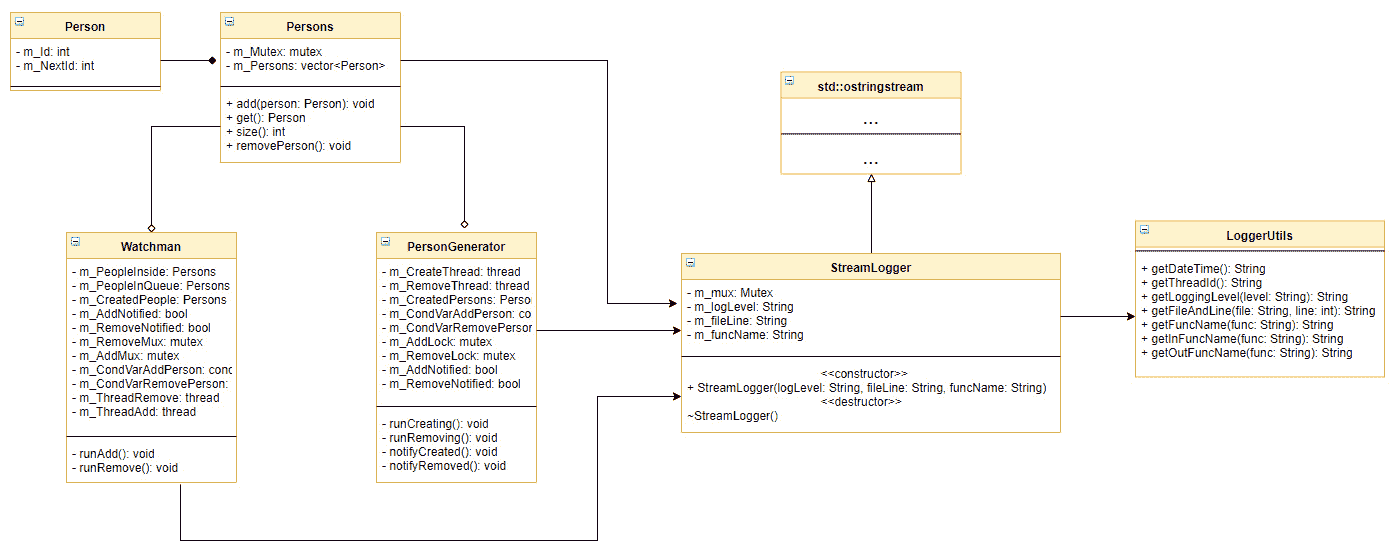 Person
- m_Id: int
- m_NextId: int
Persons
- m_Mutex: mutex
- m_Persons: vector<Person>
+ add(person: Person): void
+ get(): Person
+ size(): int
+ removePerson(): void
std::ostringstream
...
...
Watchman
- m_PeopleInside: Persons
- m_PeopleInQueue: Persons
- m_CreatedPeople: Persons
- m_AddNotified: bool
- m_RemoveNotified: bool
- m_RemoveMux: mutex
- m_AddMux: mutex
- m_CondVarAddPerson: cond
- m_CondVarRemovePerson:
- m_ThreadRemove: thread
- m_ThreadAdd: thread
- runAdd(): void
- runRemove(): void
PersonGenerator
- m_CreateThread: thread
- m_RemoveThread: thread
- m_CreatedPersons: Perso
- m_CondVarAddPerson: co
- m_CondVarRemovePerson
- m_AddLock: mutex
- m_RemoveLock: mutex
- m_AddNotified: bool
- m_RemoveNotified: bool
- runCreating(): void
- runRemoving(): void
- notifyCreated(): void
- notifyRemoved(): void
StreamLogger
- m_mux: Mutex
- m_logLevel: String
- m_fileLine: String
- m_funcName: String
<<constructor>>
+ StreamLogger(logLevel: String, fileLine: String, funcName: String)
<<destructor>>
~StreamLogger()
LoggerUtils
+ getDateTime(): String
+ getThreadId(): String
+ getLoggingLevel(level: String): String
+ getFileAndLine(file: String, line: int): String
+ getFuncName(func: String): String
+ getInFuncName(func: String): String
+ getOutFuncName(func: String): String